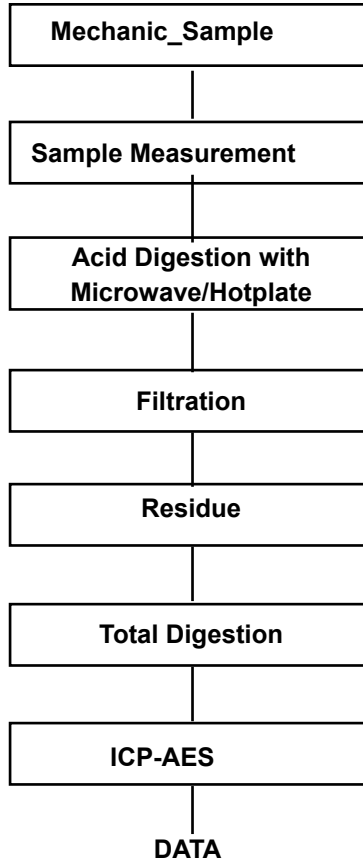 Mechanic_Sample
Sample Measurement
Acid Digestion with
Microwave/Hotplate
Filtration
Residue
Total Digestion
ICP-AES
DATA